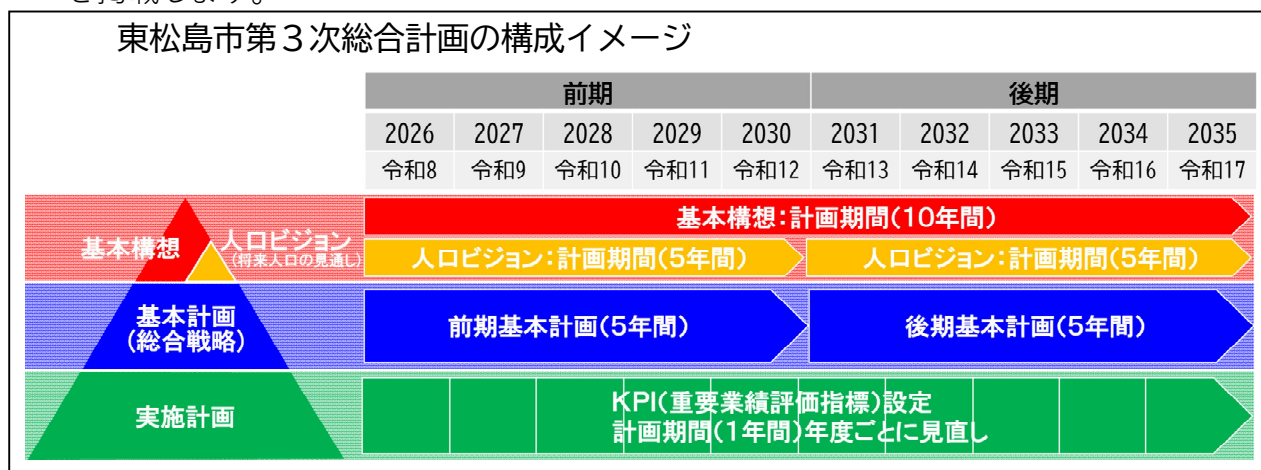 を掲載します。
東松島市第３次総合計画の構成イメージ
前期 後期
2026 2027 2028 2029 2030 2031 2032 2033 2034 2035
令和8 令和9 令和10 令和11 令和12 令和13 令和14 令和15 令和16 令和17
基本構想
人口ビジョン
(将来人口の見通し)
基本構想：計画期間（10年間）
人口ビジョン：計画期間（5年間） 人口ビジョン：計画期間（5年間）
基本計画
（総合戦略）
前期基本計画（5年間） 後期基本計画（5年間）
実施計画
KPI（重要業績評価指標）設定
計画期間（1年間）年度ごとに見直し